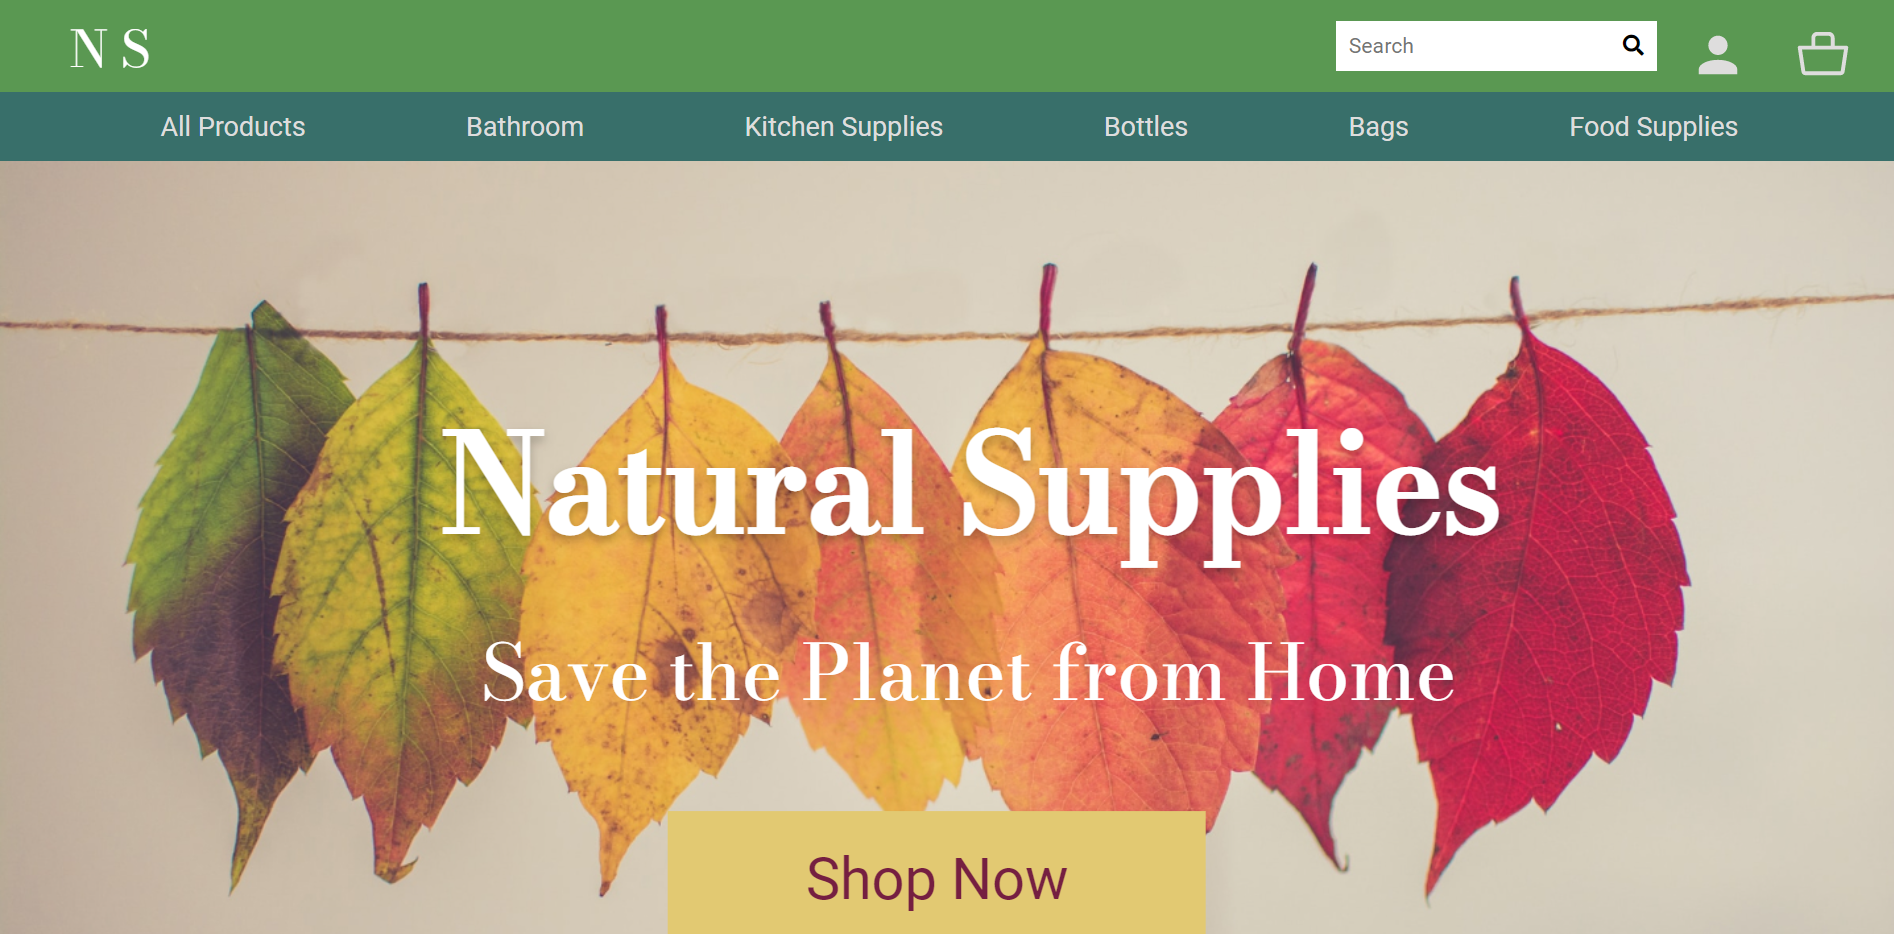 N S
Search
All Products
Bathroom
Kitchen Supplies
Bottles
Bags
Food Supplies
Natural Supplies
Save the Planet from Home
Shop Now